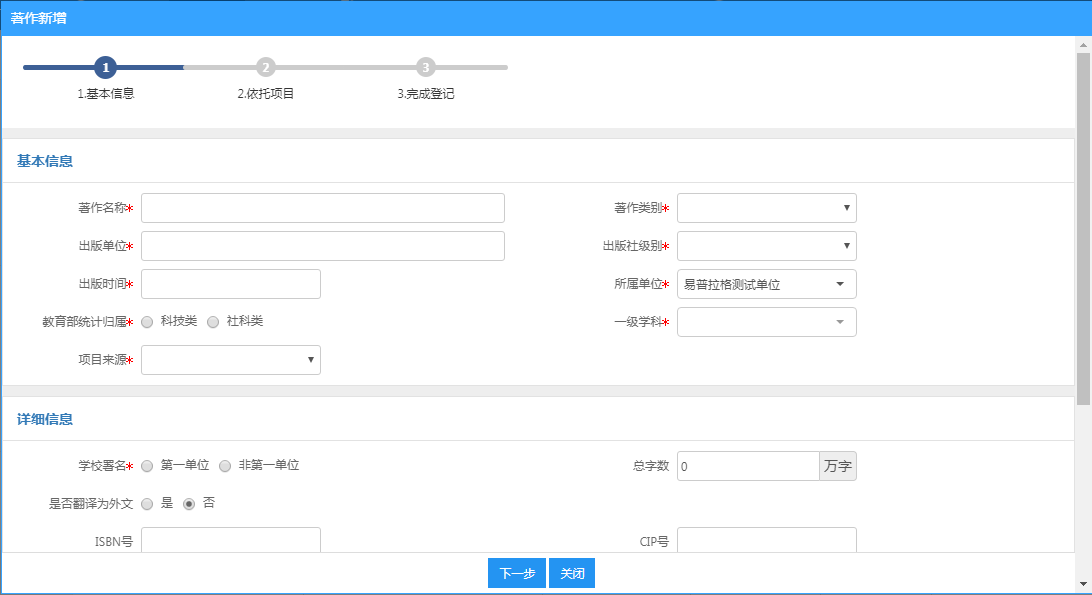 著作新增
1 2 3
1.基本信息 2.依托项目 3.完成登记
基本信息
著作名称* 著作类别*
出版单位* 出版社级别*
出版时间* 所属单位* 易普拉格测试单位
教育部统计归属* 科技类 社科类 一级学科*
项目来源*
详细信息
学校署名* 第一单位 非第一单位 总字数 0 万字
是否翻译为外文 是 否
ISBN号 CIP号
下一步 关闭